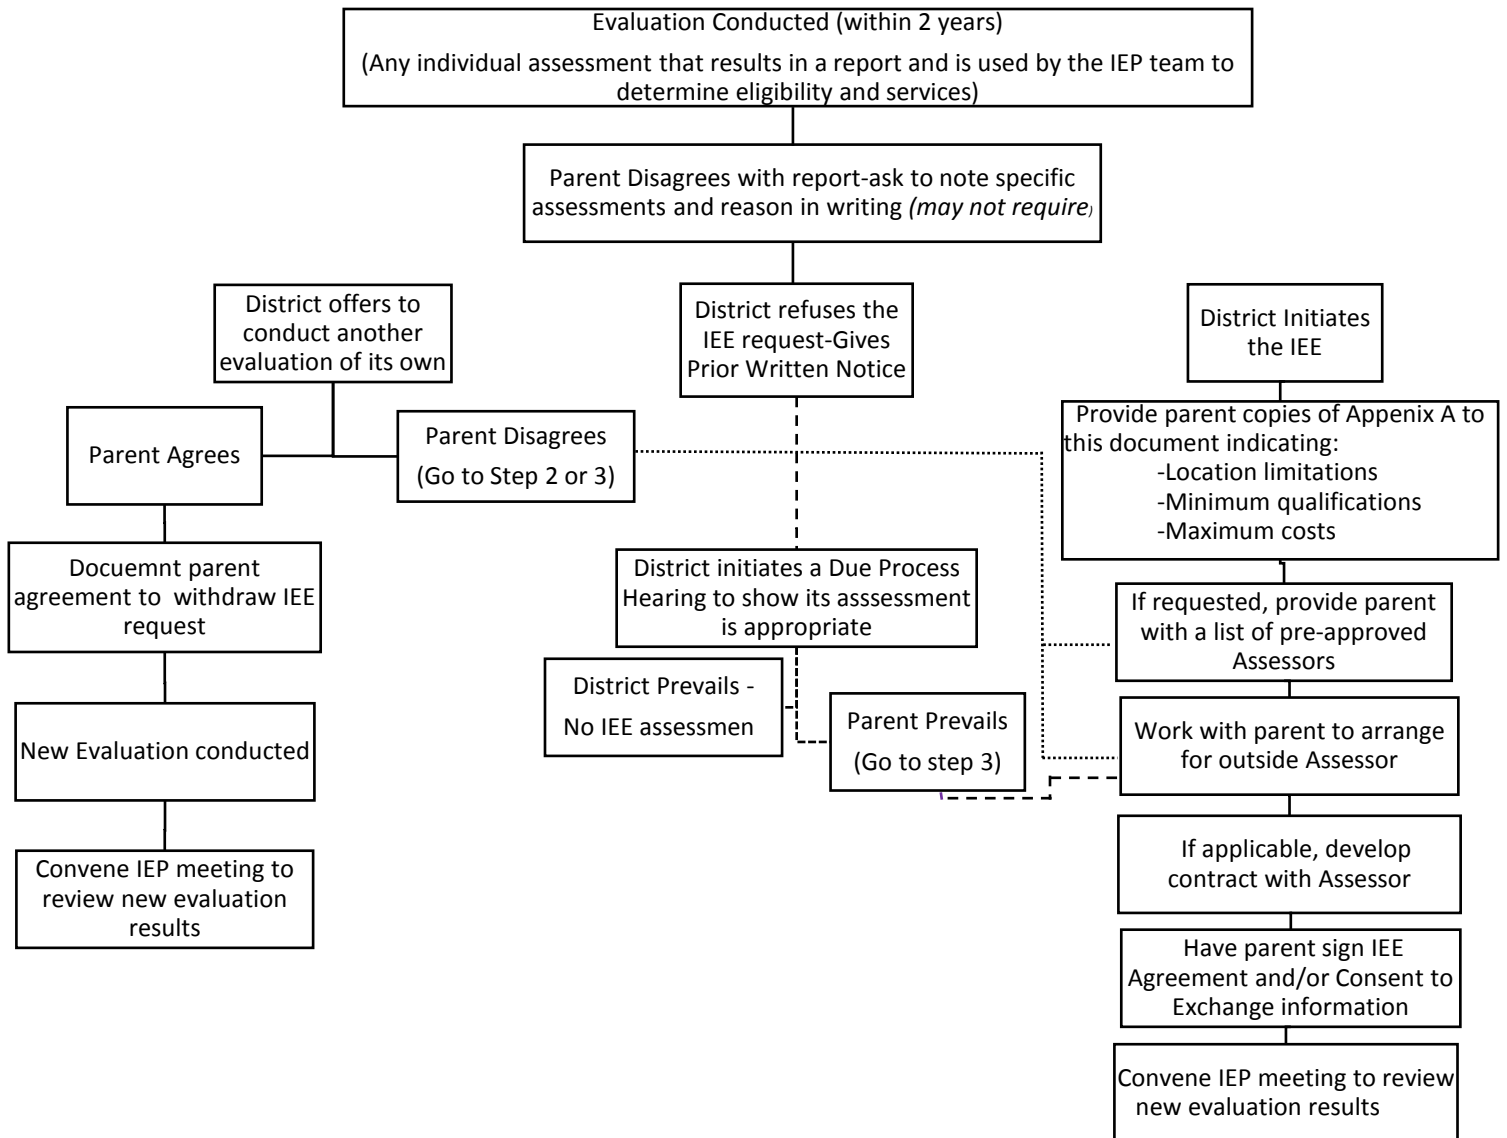 Evaluation Conducted (within 2 years)
(Any individual assessment that results in a report and is used by the IEP team to
determine eligibility and services)
Parent Disagrees with report-ask to note specific
assessments and reason in writing (may not require)
District offers to
conduct another
evaluation of its own
Parent Agrees
Parent Disagrees
(Go to Step 2 or 3)
Docuemnt parent
agreement to withdraw IEE
request
New Evaluation conducted
Convene IEP meeting to
review new evaluation
results
District refuses the
IEE request-Gives
Prior Written Notice
District initiates a Due Process
Hearing to show its asssessment
is appropriate
District Prevails -
No IEE assessmen
Parent Prevails
(Go to step 3)
District Initiates
the IEE
Provide parent copies of Appenix A to
this document indicating:
-Location limitations
-Minimum qualifications
-Maximum costs
If requested, provide parent
with a list of pre-approved
Assessors
Work with parent to arrange
for outside Assessor
If applicable, develop
contract with Assessor
Have parent sign IEE
Agreement and/or Consent to
Exchange information
Convene IEP meeting to review
new evaluation results